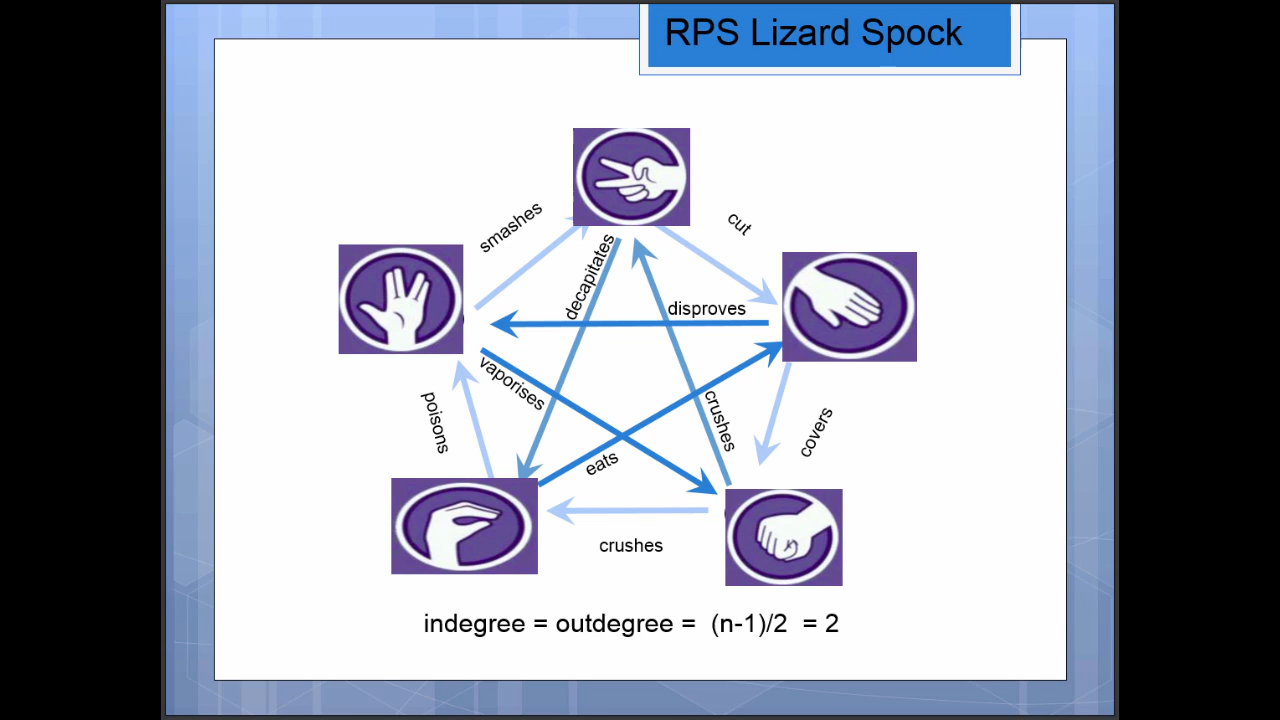 RPS Lizard Spock
smashes
cut
decapitates
disproves
vaporises
poisons
crushes
covers
eats
crushes
indegree = outdegree = (n-1)/2 = 2